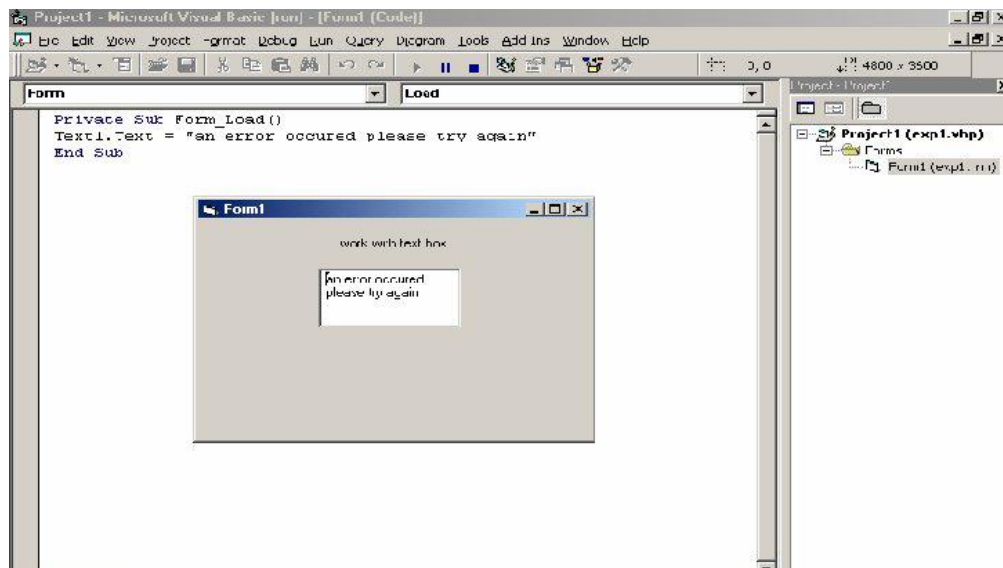 Project1 - Microsoft Visual Basic [run] - [Form1 (Code)]
Edit View Project Format Debug Run Query Diagram Tools Add-Ins Window Help
0, 0 4800 x 3500
Form Load
Project - Project1
Private Sub Form_Load()
Text1.Text = "an error occured please try again"
End Sub
Project1 (exp1.vbp)
Forms
Form1
Form1
work with text box
an error occured
please try again